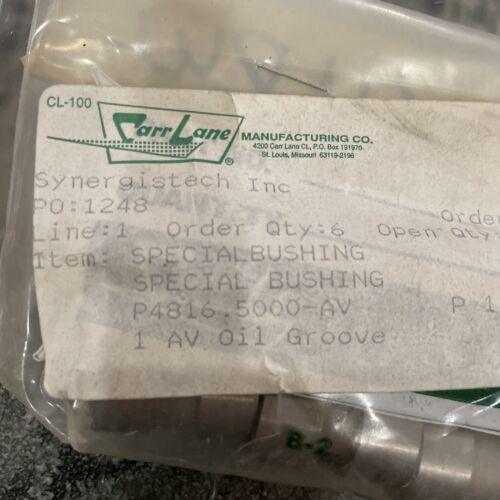 CL-100
Carr Lane ®
MANUFACTURING CO.
4200 Carr Lane Ct., P.O. Box 191970
St. Louis, Missouri 63119-2196
Synergistech Inc
PO:1248 Orde
Line:1 Order Qty:6 Open Qty:
Item: SPECIALBUSHING
SPECIAL BUSHING
P4816.5000-AV P 1
1 AV Oil Groove
B-2